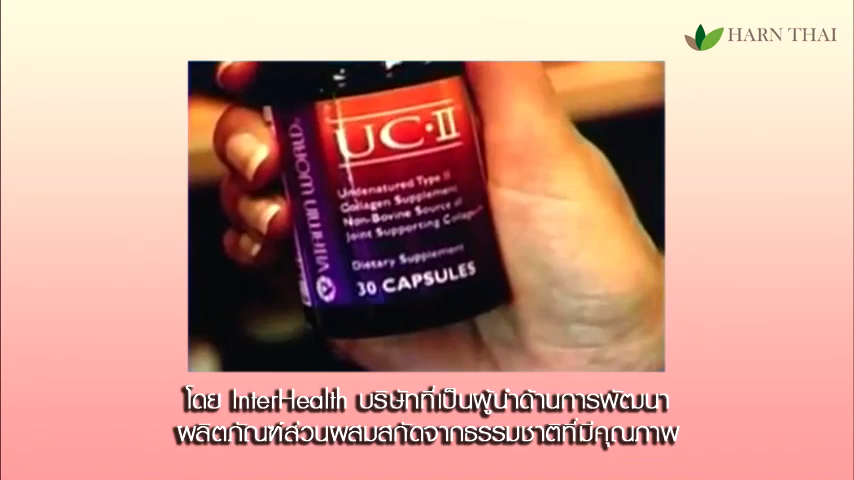 HARN THAI
UC·II
Undenatured Type II
Collagen Supplement
Non-Bovine Source of
Joint Supporting Collagen
Dietary Supplement
30 CAPSULES
VITAMIN WORLD
โดย InterHealth บริษัทที่เป็นผู้นำด้านการพัฒนา
ผลิตภัณฑ์ส่วนผสมสกัดจากธรรมชาติที่มีคุณภาพ